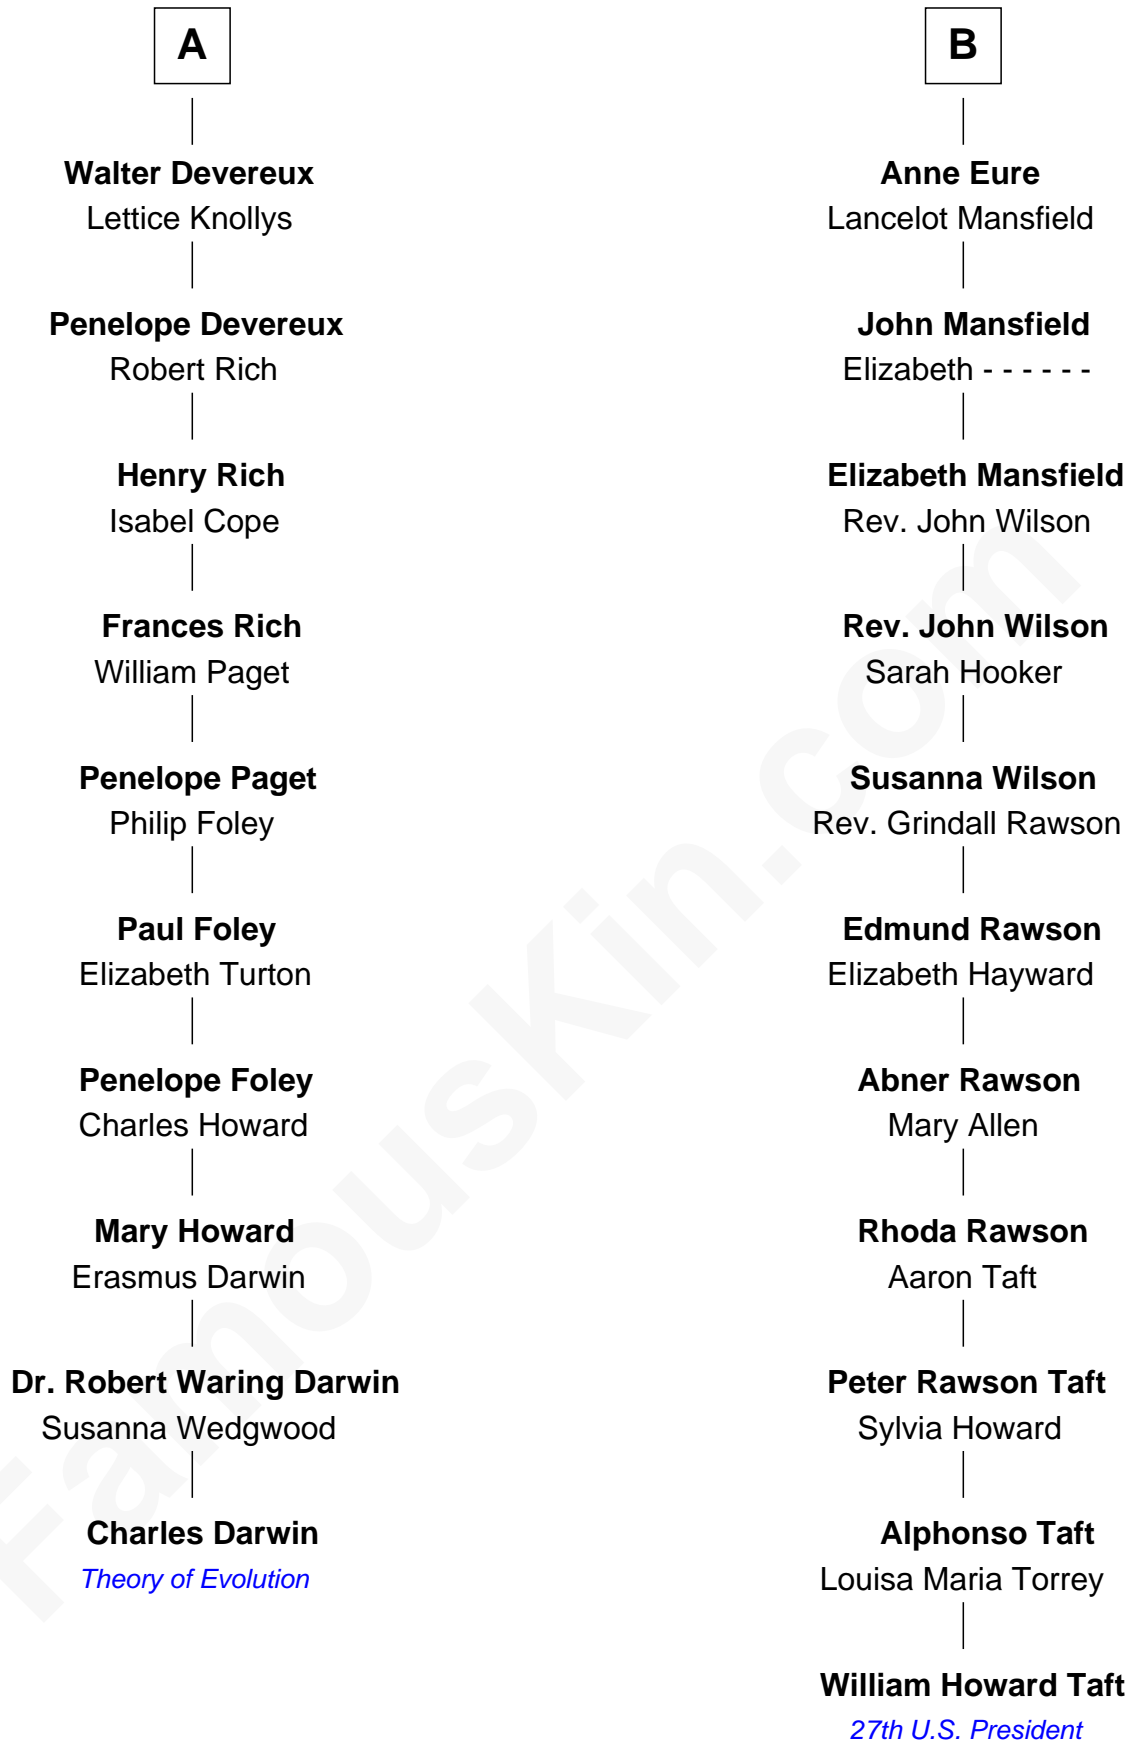 A
Walter Devereux
Lettice Knollys
Penelope Devereux
Robert Rich
Henry Rich
Isabel Cope
Frances Rich
William Paget
Penelope Paget
Philip Foley
Paul Foley
Elizabeth Turton
Penelope Foley
Charles Howard
Mary Howard
Erasmus Darwin
Dr. Robert Waring Darwin
Susanna Wedgwood
Charles Darwin
Theory of Evolution
B
Anne Eure
Lancelot Mansfield
John Mansfield
Elizabeth - - - - - -
Elizabeth Mansfield
Rev. John Wilson
Rev. John Wilson
Sarah Hooker
Susanna Wilson
Rev. Grindall Rawson
Edmund Rawson
Elizabeth Hayward
Abner Rawson
Mary Allen
Rhoda Rawson
Aaron Taft
Peter Rawson Taft
Sylvia Howard
Alphonso Taft
Louisa Maria Torrey
William Howard Taft
27th U.S. President
FamousKin.com